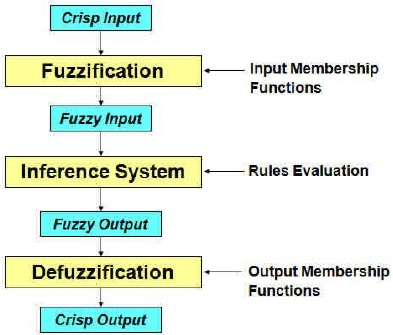 Crisp Input
Fuzzification
Input Membership
Functions
Fuzzy Input
Inference System
Rules Evaluation
Fuzzy Output
Defuzzification
Output Membership
Functions
Crisp Output